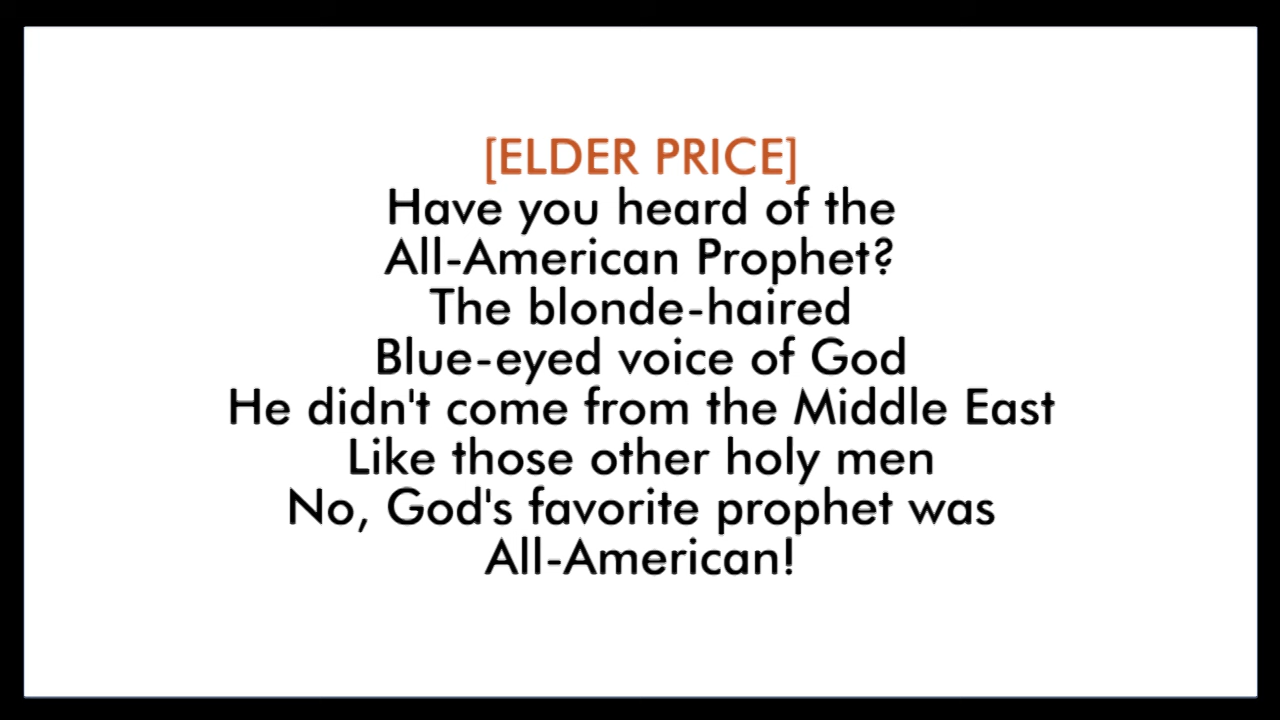 [ELDER PRICE]
Have you heard of the
All-American Prophet?
The blonde-haired
Blue-eyed voice of God
He didn't come from the Middle East
Like those other holy men
No, God's favorite prophet was
All-American!